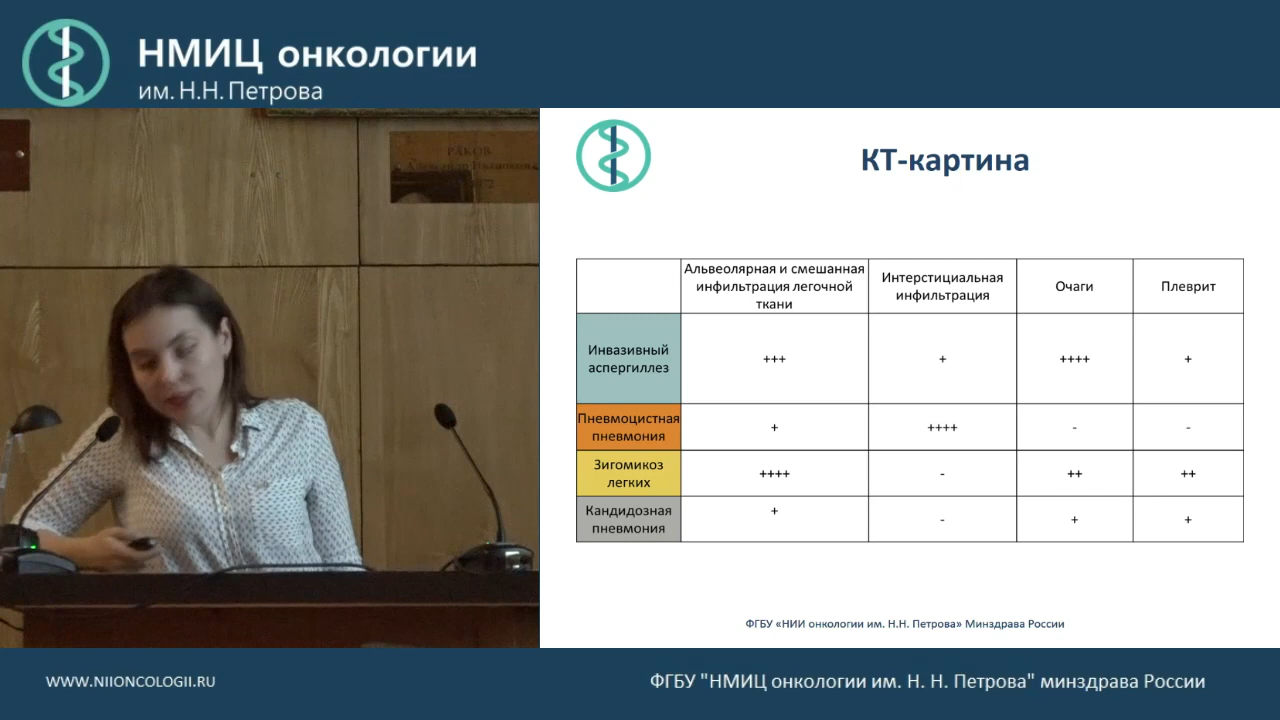 НМИЦ онкологии
им. Н.Н. Петрова
РАКОВ
КТ-картина
Альвеолярная и смешанная
инфильтрация легочной
ткани
Интерстициальная
инфильтрация
Очаги
Плеврит
Инвазивный
аспергиллез
+++
+
++++
+
Пневмоцистная
пневмония
+
++++
-
-
Зигомикоз
легких
++++
-
++
++
Кандидозная
пневмония
+
-
+
+
ФГБУ «НИИ онкологии им. Н.Н. Петрова» Минздрава России
WWW.NIIONCOLOGII.RU
ФГБУ "НМИЦ онкологии им. Н. Н. Петрова" минздрава России